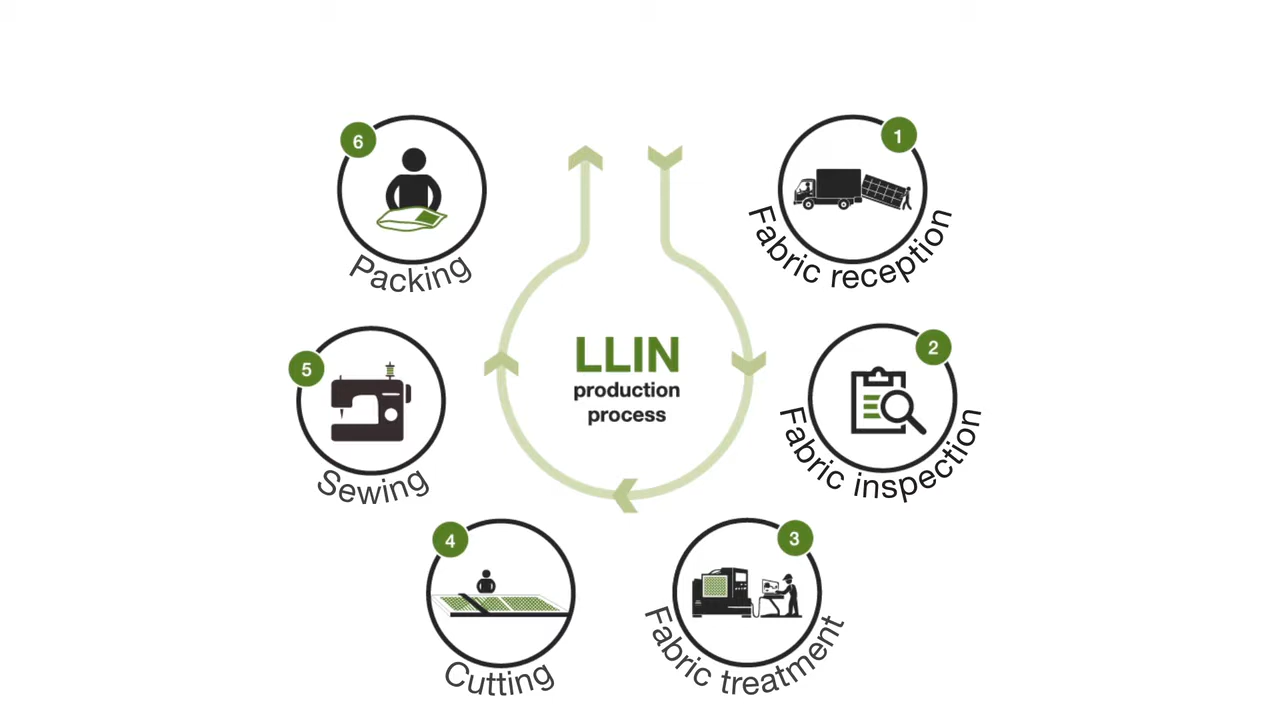 LLIN
production
process
1
Fabric reception
2
Fabric inspection
3
Fabric treatment
4
Cutting
5
Sewing
6
Packing